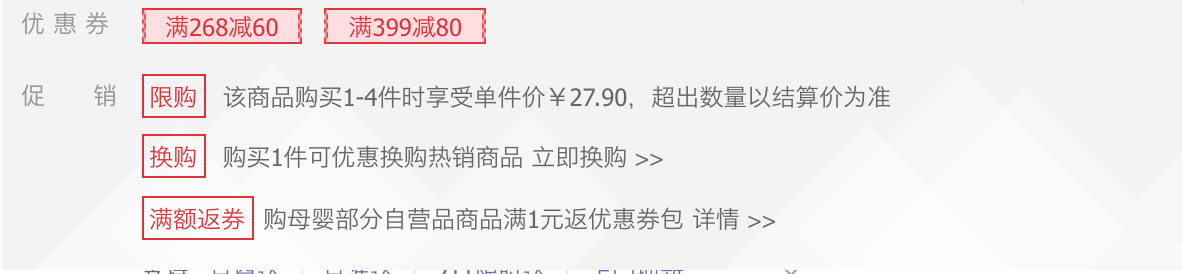 优惠券 满268减60 满399减80
促销 限购 该商品购买1-4件时享受单件价￥27.90，超出数量以结算价为准
换购 购买1件可优惠换购热销商品 立即换购 >>
满额返券 购母婴部分自营品商品满1元返优惠券包 详情 >>